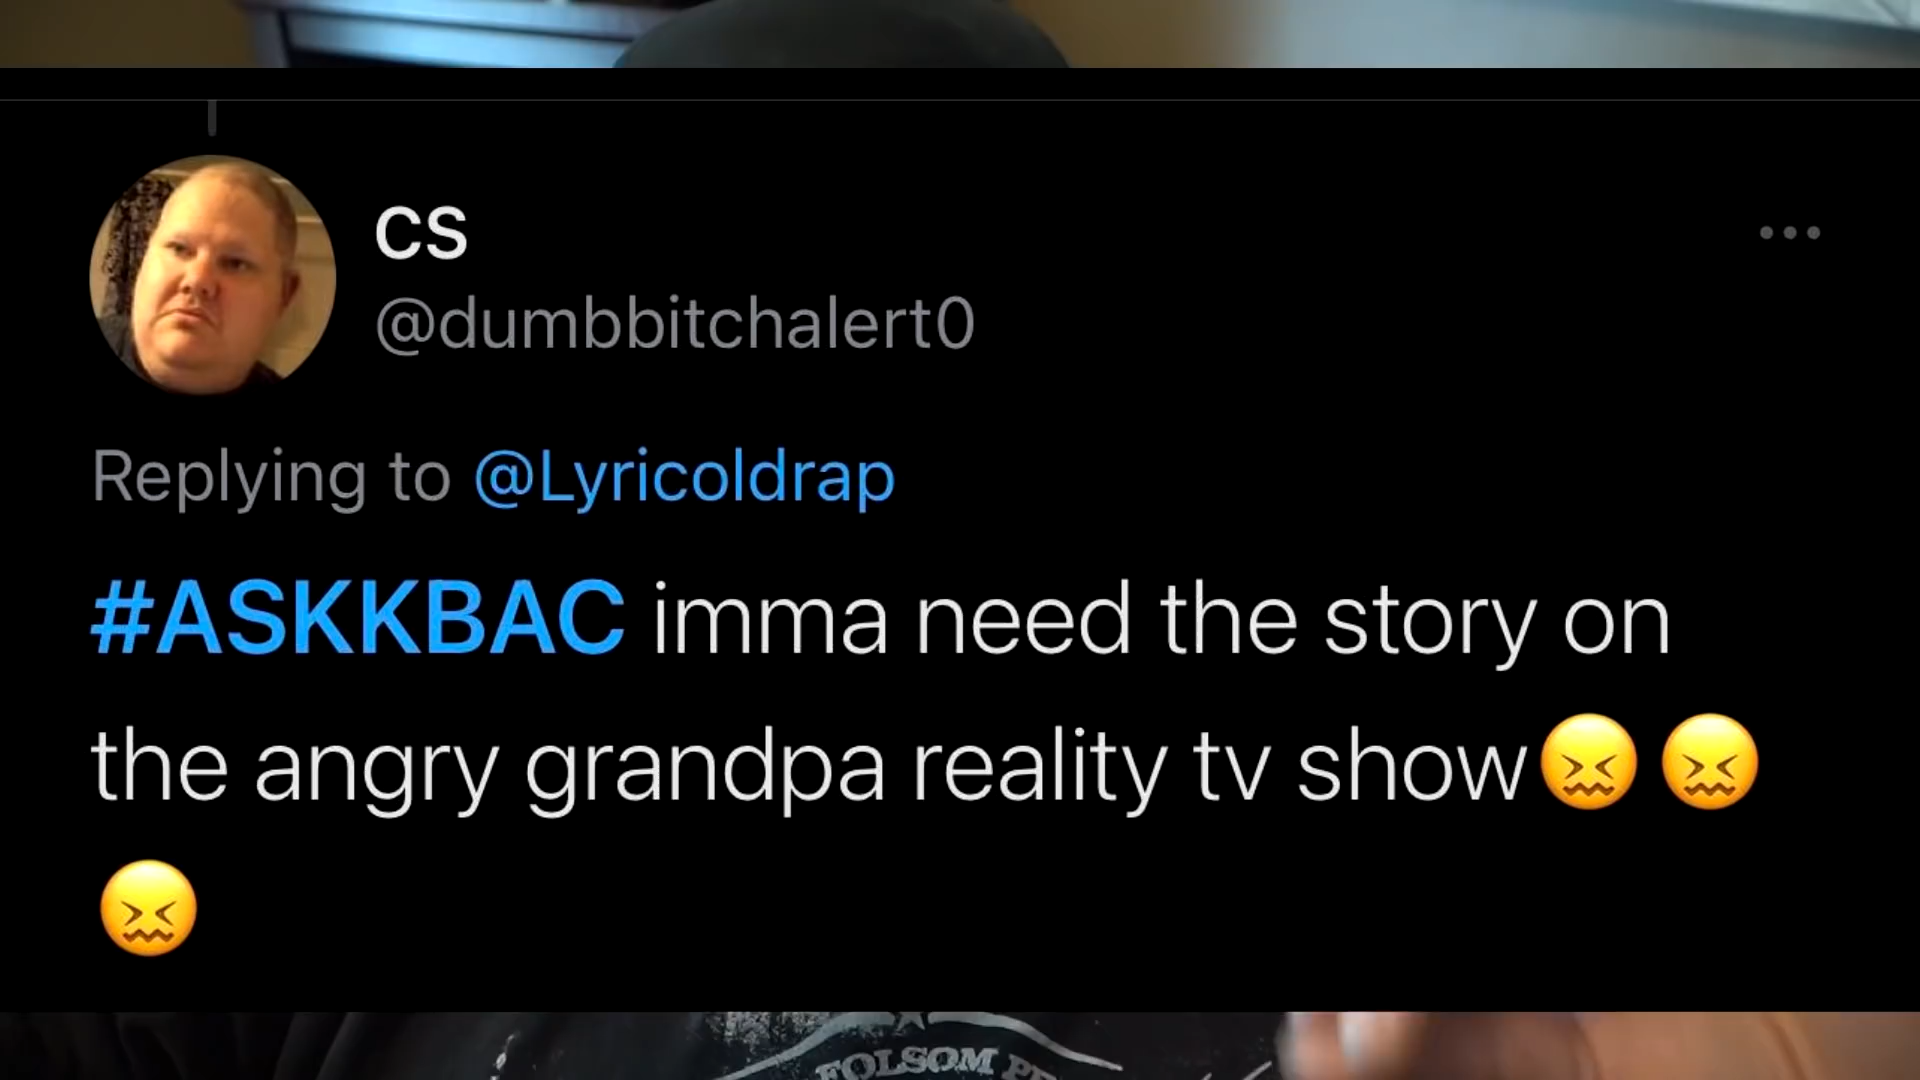 CS
@dumbbitchalert0
Replying to @Lyricoldrap
#ASKKBAC imma need the story on
the angry grandpa reality tv show😖😖
😖
FOLSOM